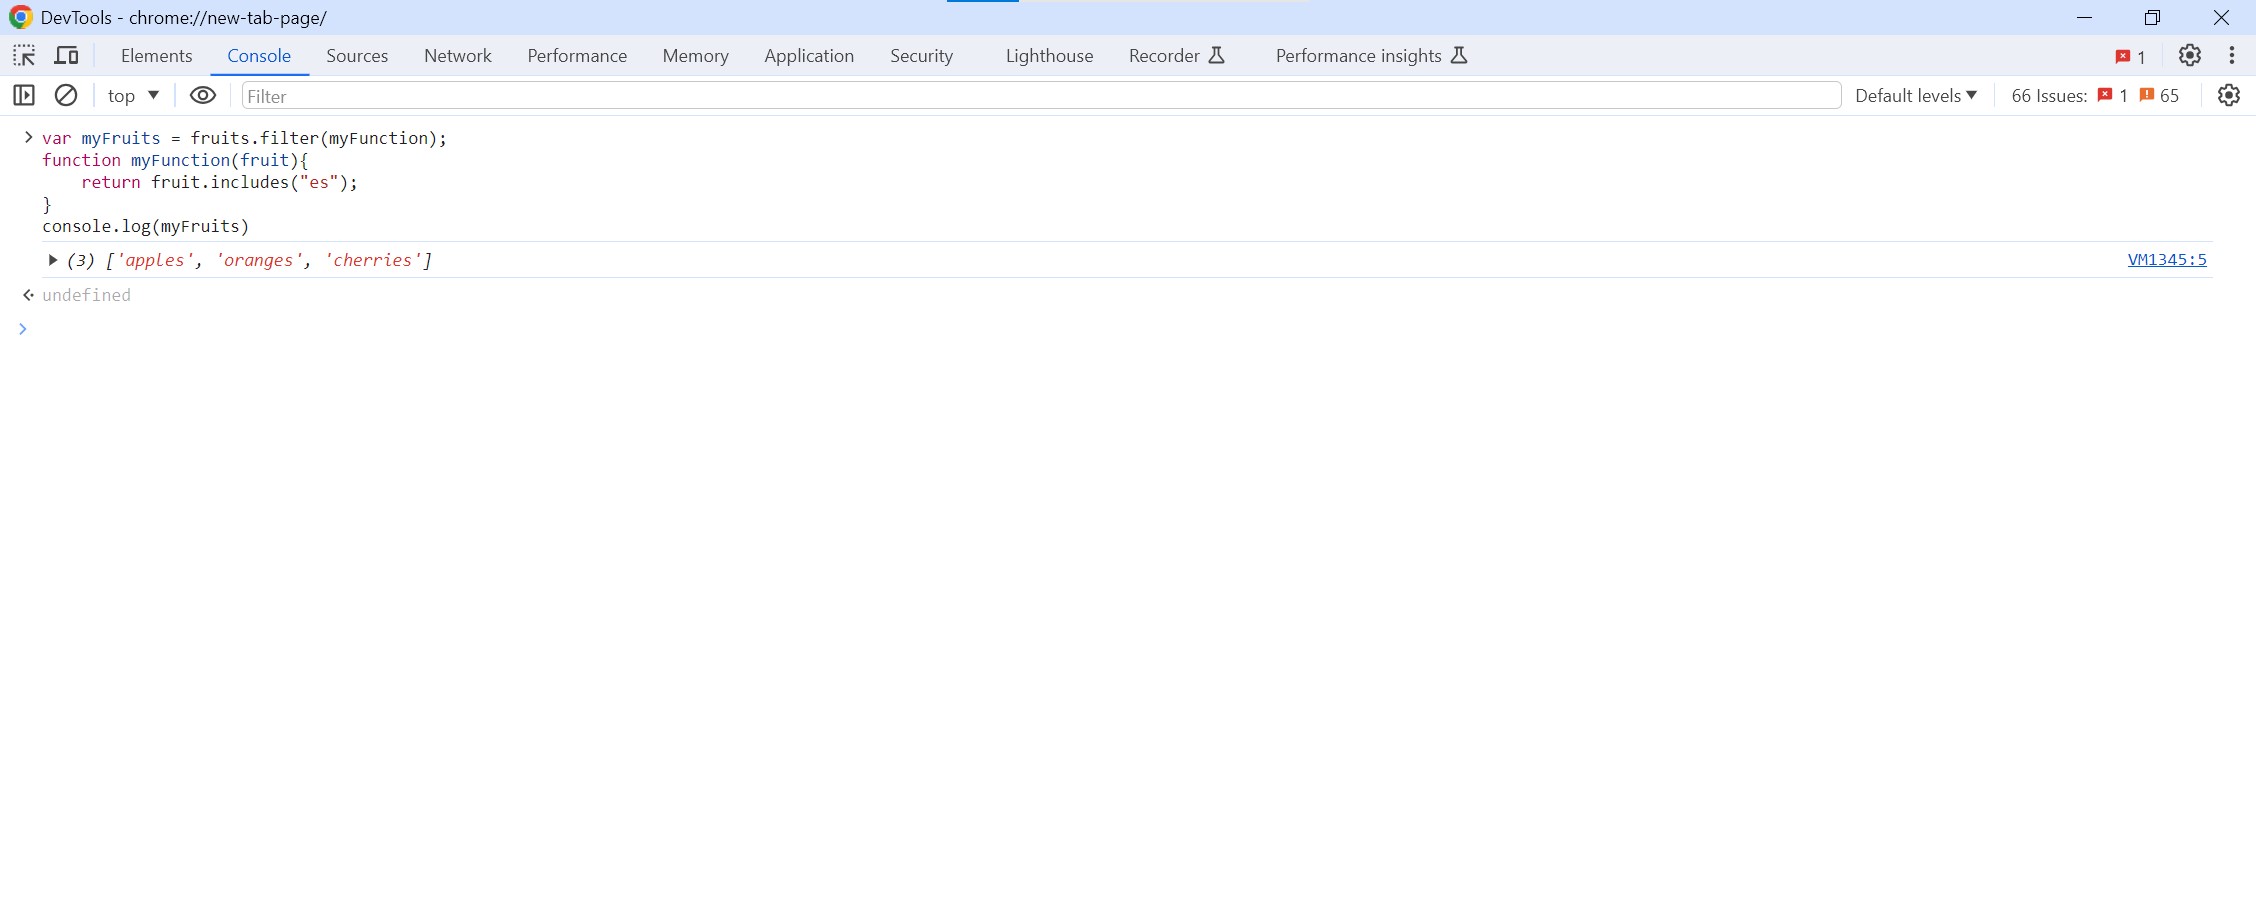 DevTools - chrome://new-tab-page/
Elements Console Sources Network Performance Memory Application Security Lighthouse Recorder Performance insights 1
top Filter Default levels 66 Issues: 1 65
var myFruits = fruits.filter(myFunction);
function myFunction(fruit){
    return fruit.includes("es");
}
console.log(myFruits)
(3) ['apples', 'oranges', 'cherries'] VM1345:5
undefined